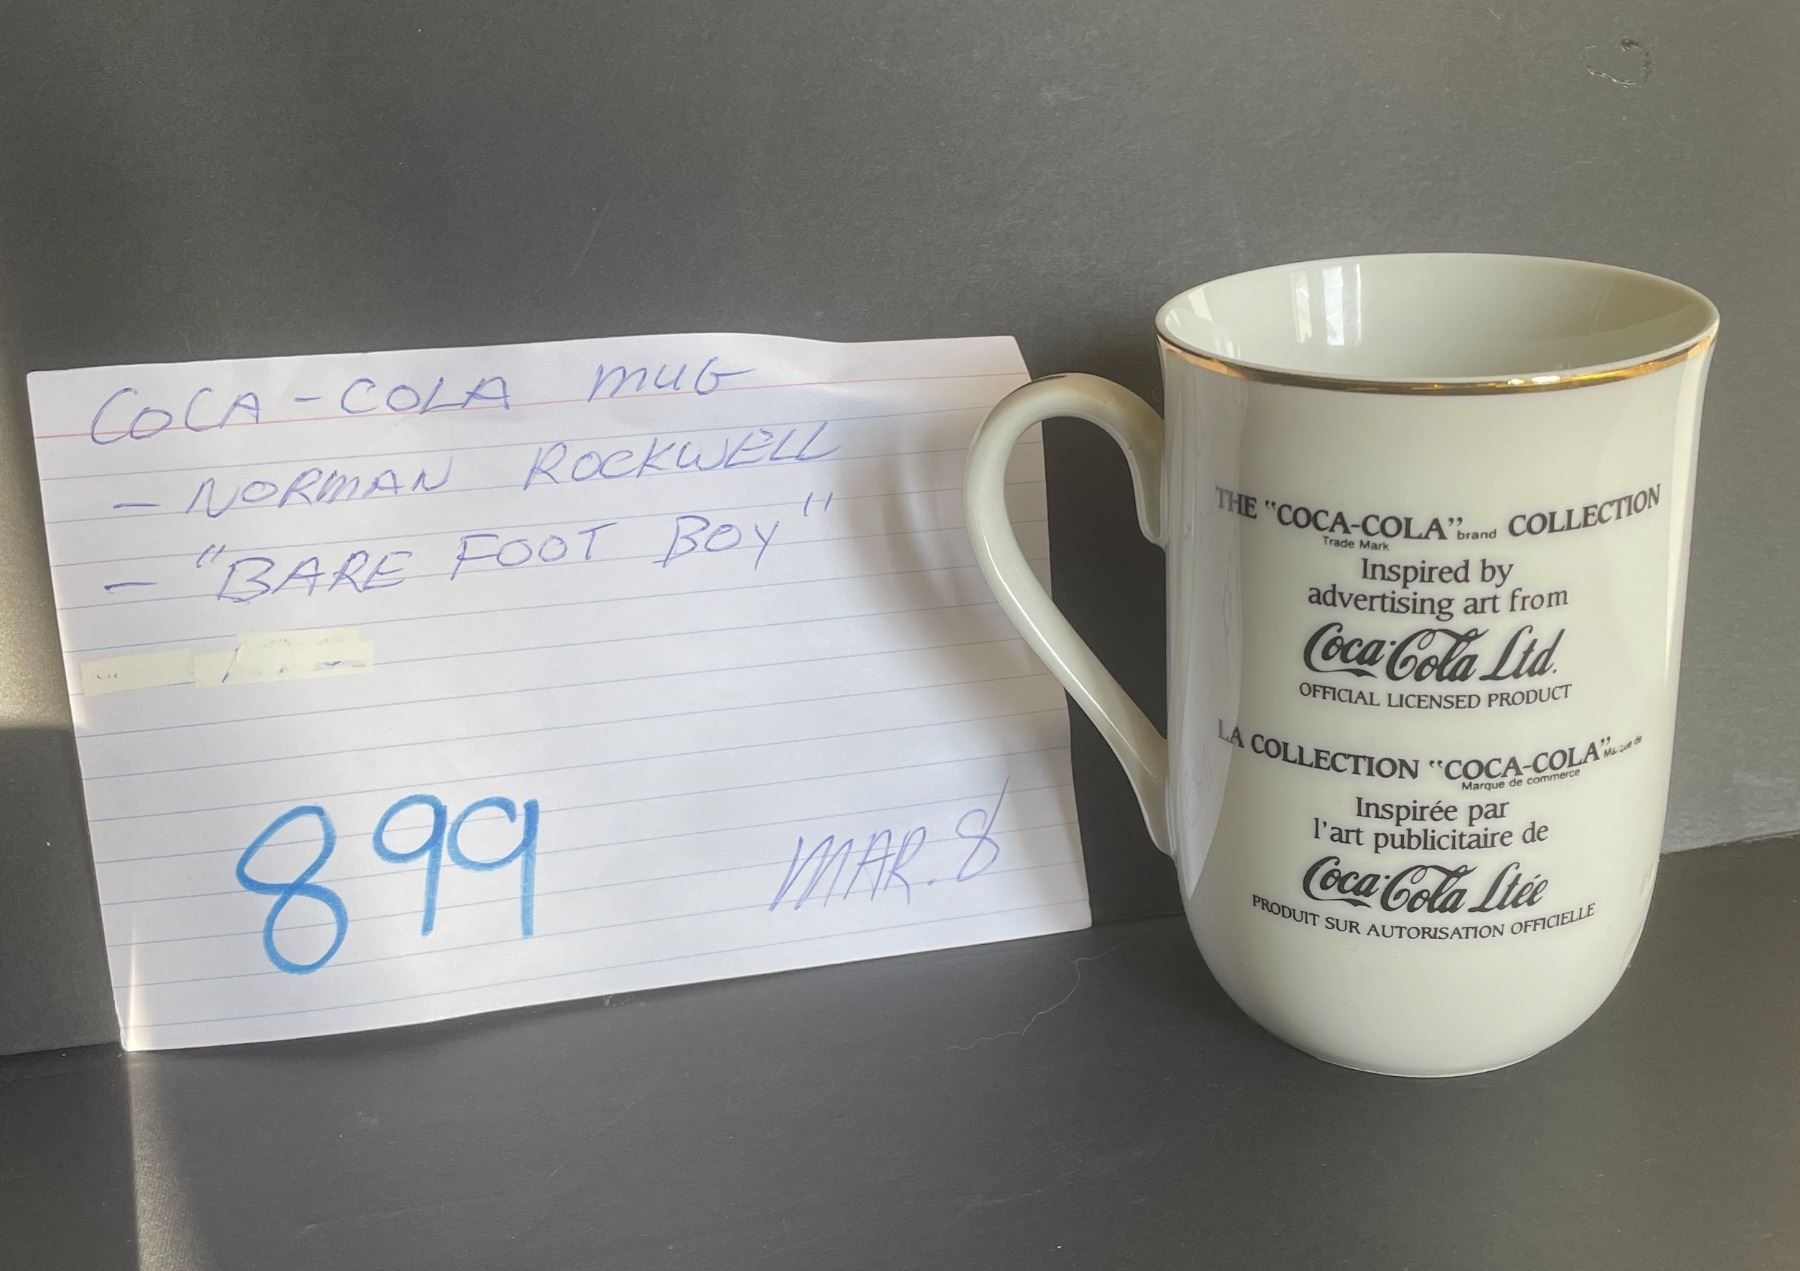 COCA-COLA MUG
- NORMAN ROCKWELL
- "BARE FOOT BOY"
899
MAR. 8
THE "COCA-COLA" brand COLLECTION
Trade Mark
Inspired by
advertising art from
Coca-Cola Ltd.
OFFICIAL LICENSED PRODUCT
LA COLLECTION "COCA-COLA"
Marque de commerce
Inspirée par
l'art publicitaire de
Coca-Cola Ltée
PRODUIT SUR AUTORISATION OFFICIELLE